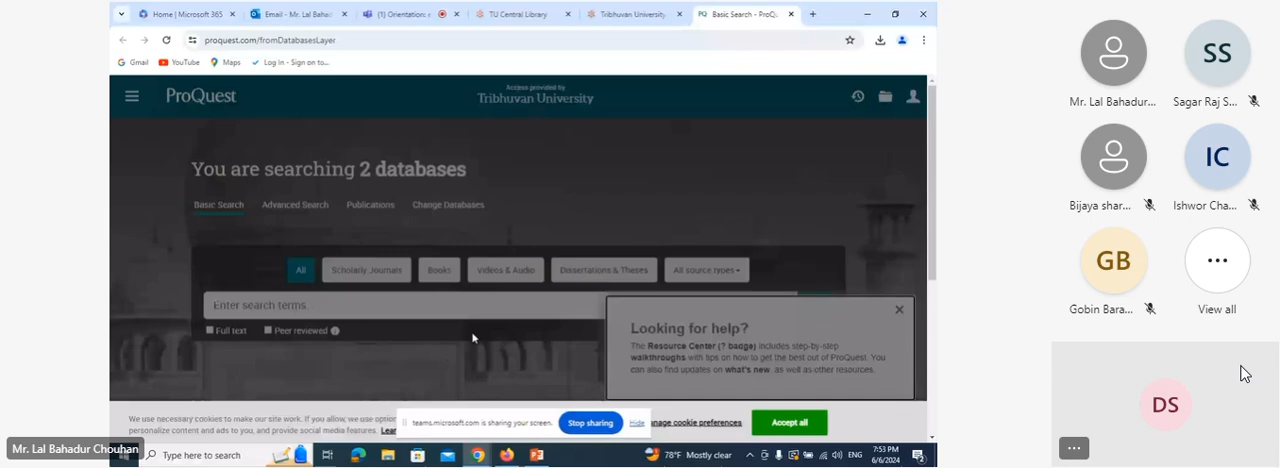 Home | Microsoft 365
Email - Mr. Lal Bahad
(1) Orientation: r
TU Central Library
Tribhuvan University
PQ Basic Search - ProQu
proquest.com/fromDatabasesLayer
Gmail
YouTube
Maps
Log In - Sign on to...
ProQuest
Access provided by
Tribhuvan University
You are searching 2 databases
Basic Search
Advanced Search
Publications
Change Databases
All
Scholarly Journals
Books
Videos & Audio
Dissertations & Theses
All source types
Enter search terms.
Full text
Peer reviewed
Looking for help?
The Resource Center (? badge) includes step-by-step
walkthroughs with tips on how to get the best out of ProQuest. You
can also find updates on what's new, as well as other resources.
We use necessary cookies to make our site work. If you allow, we use optio
personalize content and ads, and provide social media features. Lear
teams.microsoft.com is sharing your screen.
Stop sharing
Hide
anage cookie preferences
Accept all
Mr. Lal Bahadur Chouhan
Type here to search
78°F Mostly clear
ENG
7:53 PM
6/6/2024
Mr. Lal Bahadur...
SS
Sagar Raj S...
Bijaya shar...
IC
Ishwor Cha...
GB
Gobin Bara...
View all
DS